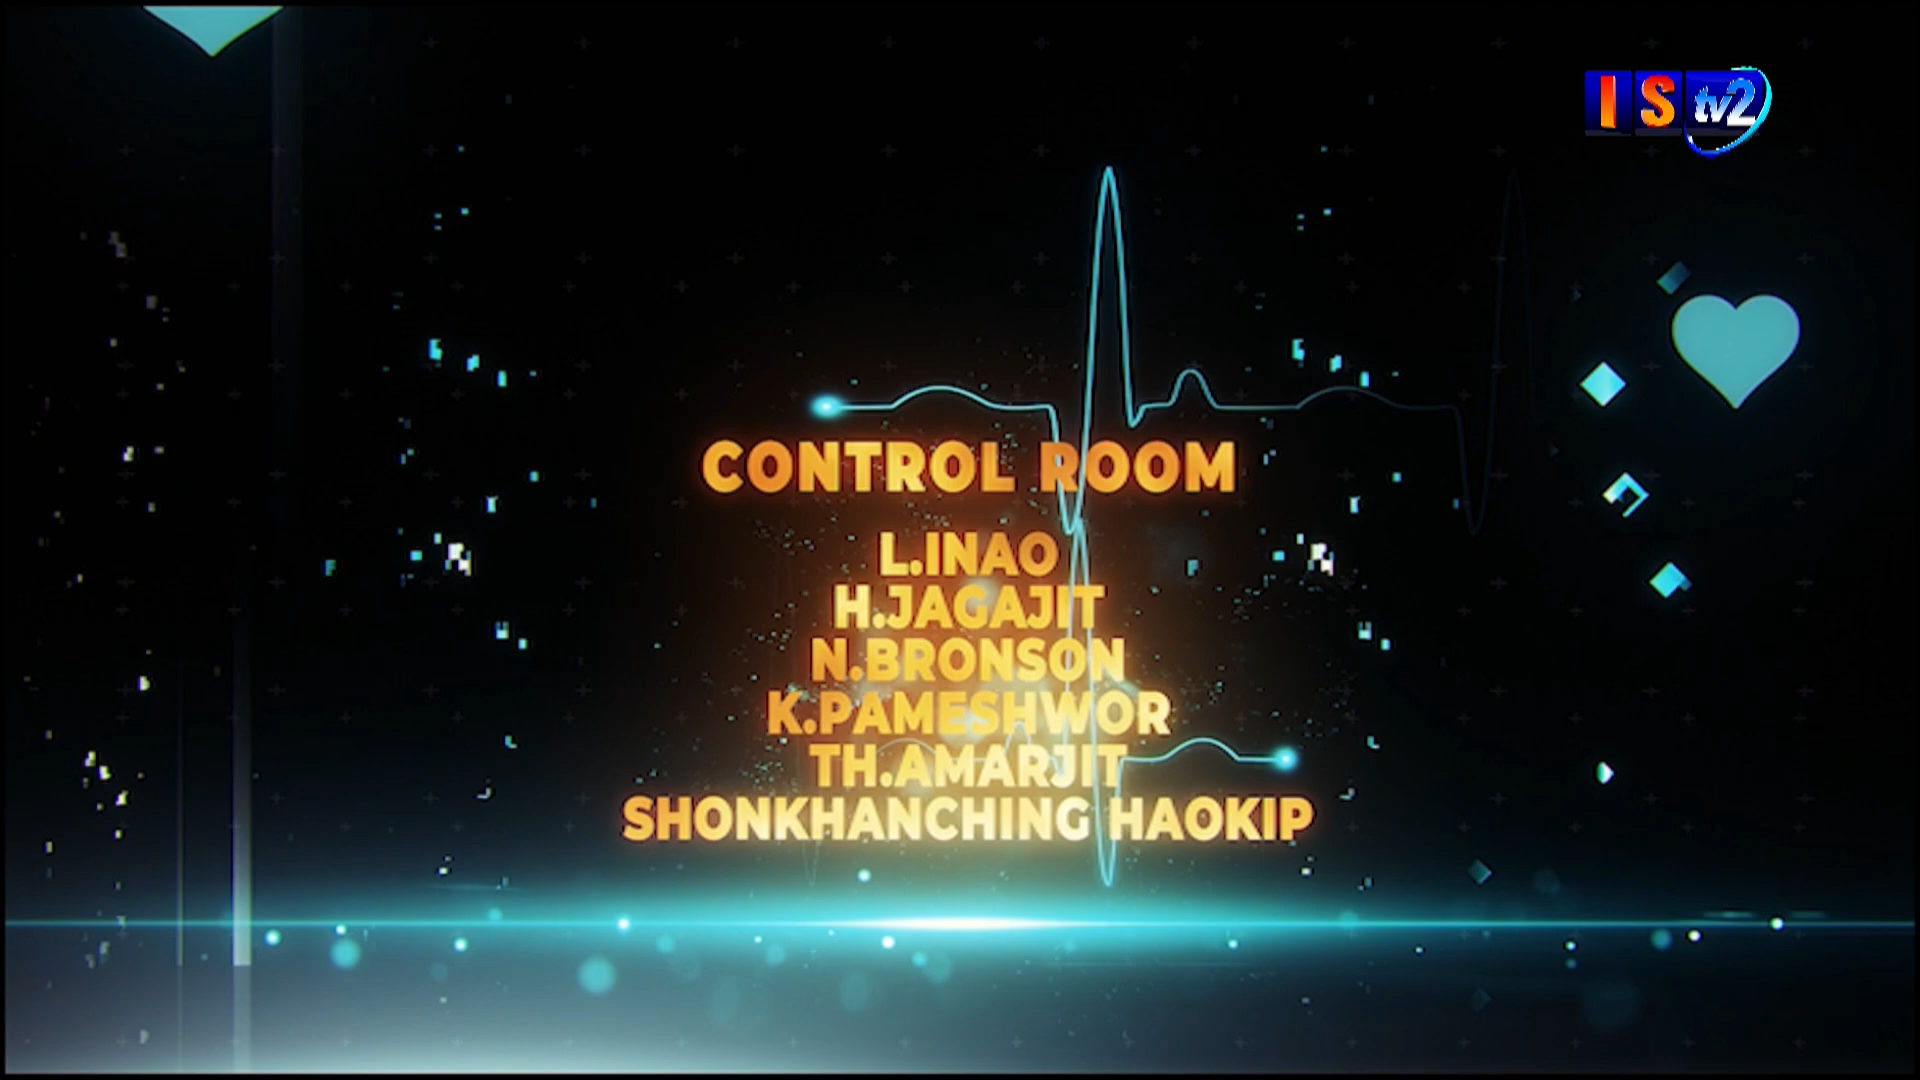 IS tv2
CONTROL ROOM
L.INAO
H.JAGAJIT
N.BRONSON
K.PAMESHWOR
TH.AMARJIT
SHONKHANCHING HAOKIP